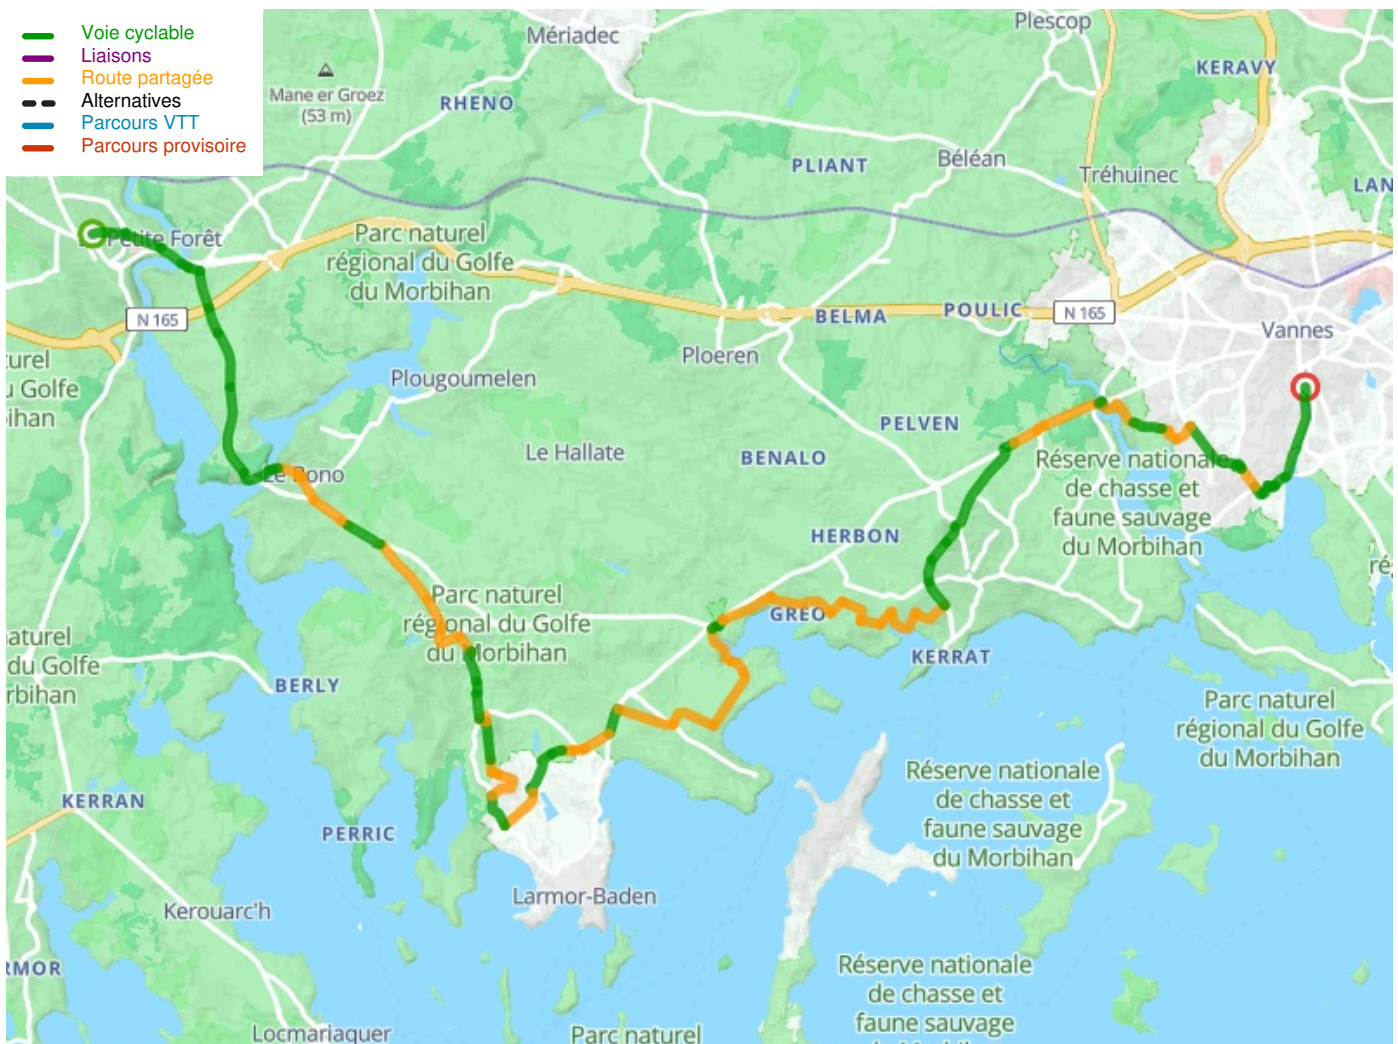 Voie cyclable
Liaisons
Route partagée
Alternatives
Parcours VTT
Parcours provisoire
Mériadec
Plescop
KERAVY
Mane er Groez
(53 m)
RHENO
PLIANT
Béléan
Tréhuinec
LAN
Petite Forêt
Parc naturel
régional du Golfe
du Morbihan
N 165
BELMA
POULIC
N 165
Vannes
Ploeren
Plougoumelen
urel
u Golfe
ihan
PELVEN
Le Hallate
BENALO
Le Bono
Réserve nationale
de chasse et
faune sauvage
du Morbihan
HERBON
ré
Parc naturel
régional du Golfe
du Morbihan
GREO
KERRAT
aturel
du Golfe
rbihan
BERLY
Parc naturel
régional du Golfe
du Morbihan
Réserve nationale
de chasse et
faune sauvage
du Morbihan
KERRAN
PERRIC
Larmor-Baden
Kerouarc'h
RMOR
Réserve nationale
de chasse et
faune sauvage
Locmariaquer
Parc naturel